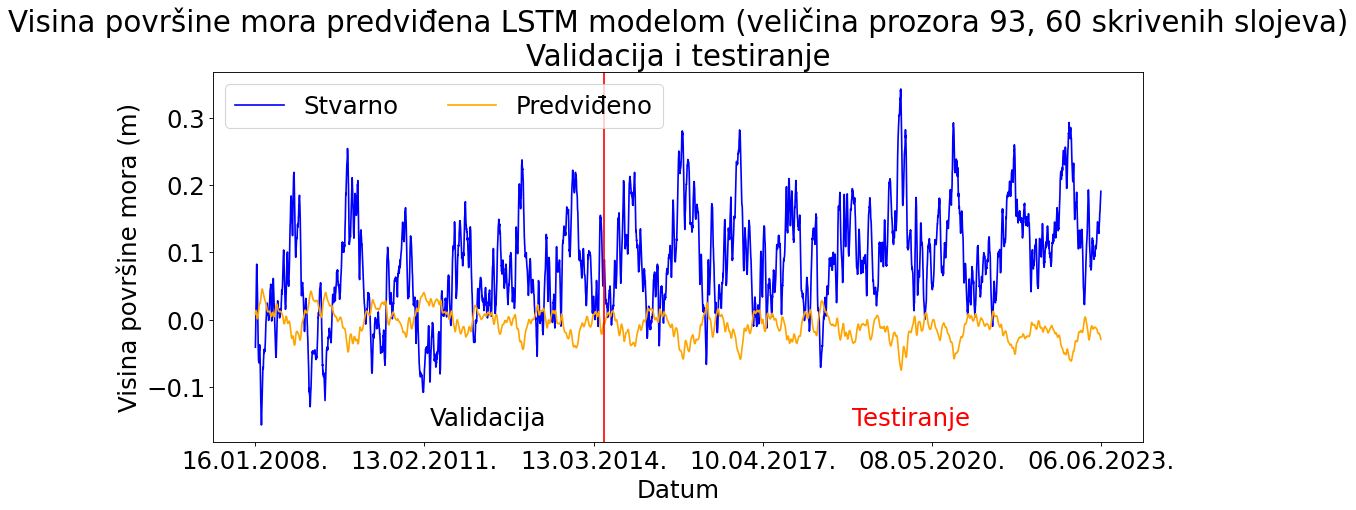 Visina površine mora predviđena LSTM modelom (veličina prozora 93, 60 skrivenih slojeva)
Validacija i testiranje
Stvarno
Predviđeno
Visina površine mora (m)
0.3
0.2
0.1
0.0
−0.1
Validacija
Testiranje
16.01.2008.
13.02.2011.
13.03.2014.
10.04.2017.
08.05.2020.
06.06.2023.
Datum